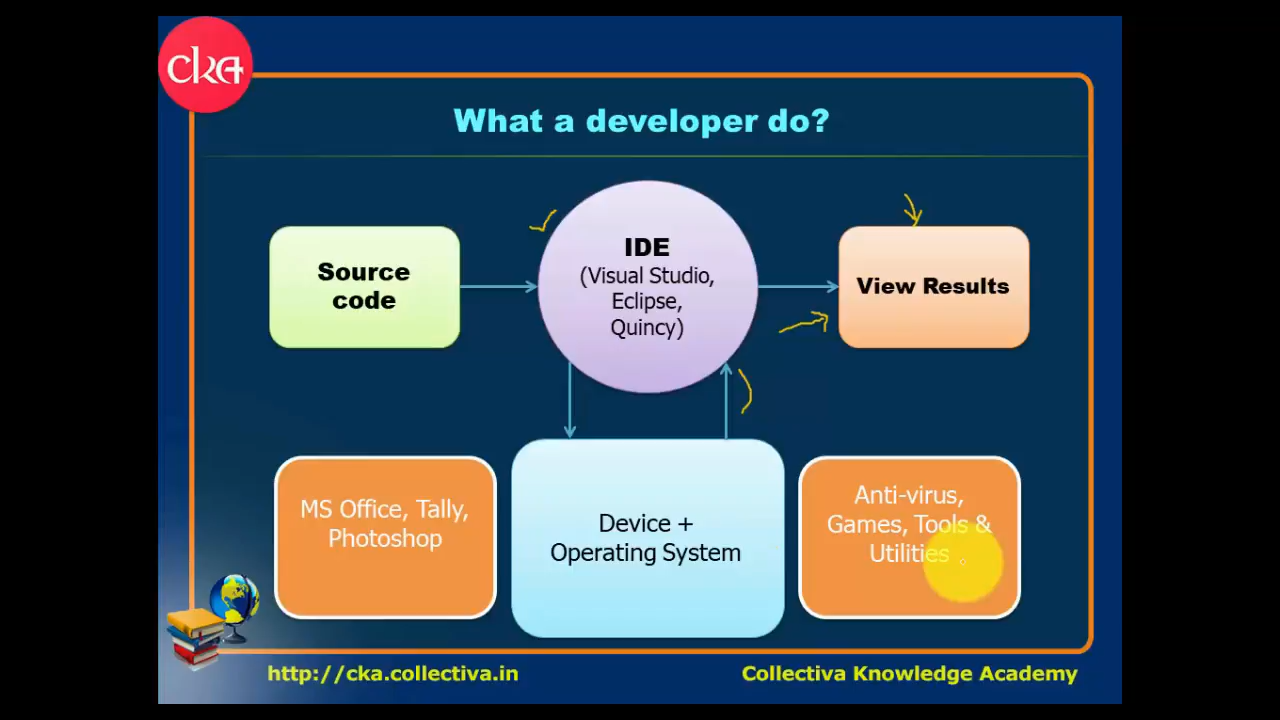 cka
What a developer do?
Source
code
IDE
(Visual Studio,
Eclipse,
Quincy)
View Results
MS Office, Tally,
Photoshop
Device +
Operating System
Anti-virus,
Games, Tools &
Utilities
http://cka.collectiva.in
Collectiva Knowledge Academy